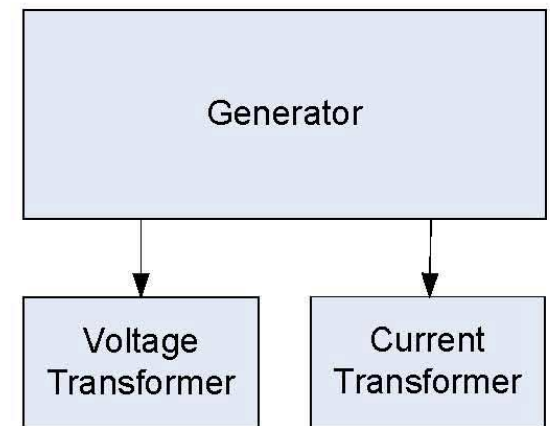 Generator
Voltage
Transformer
Current
Transformer